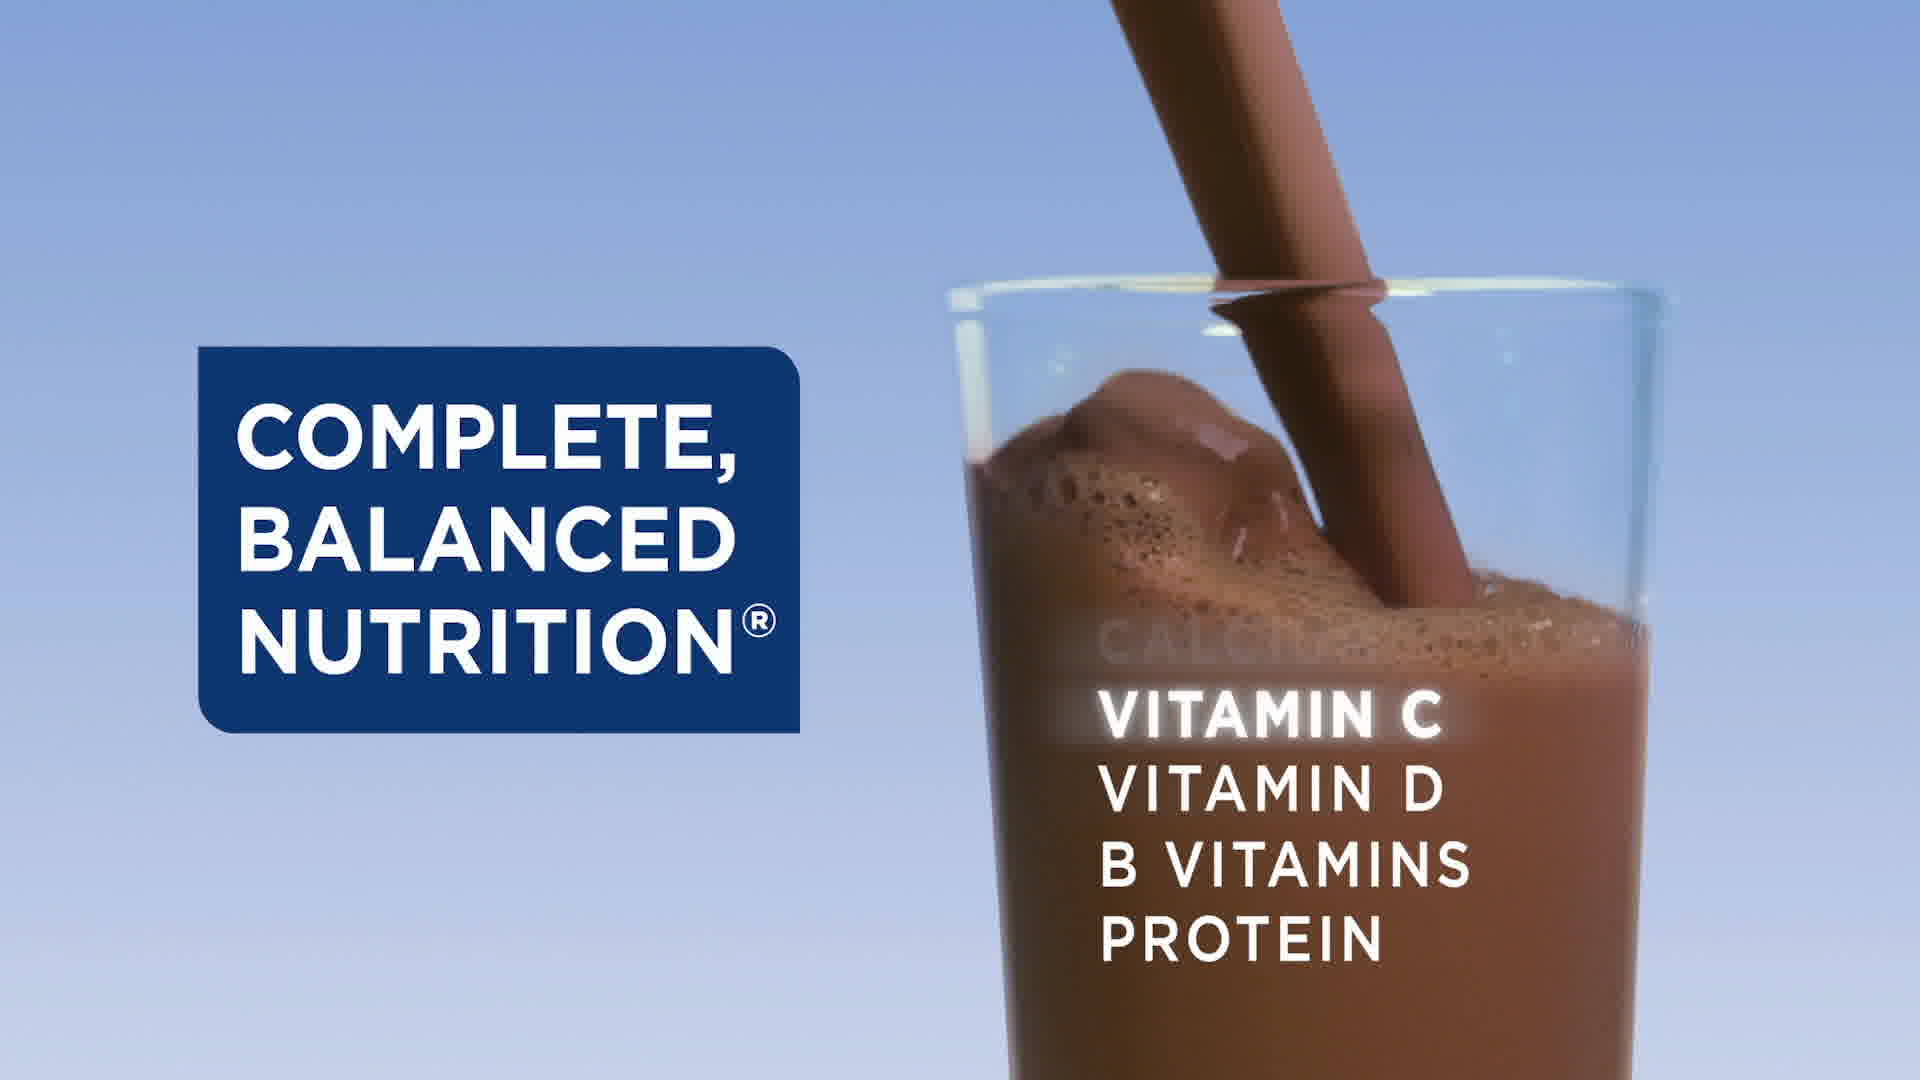 COMPLETE,
BALANCED
NUTRITION®
VITAMIN C
VITAMIN D
B VITAMINS
PROTEIN